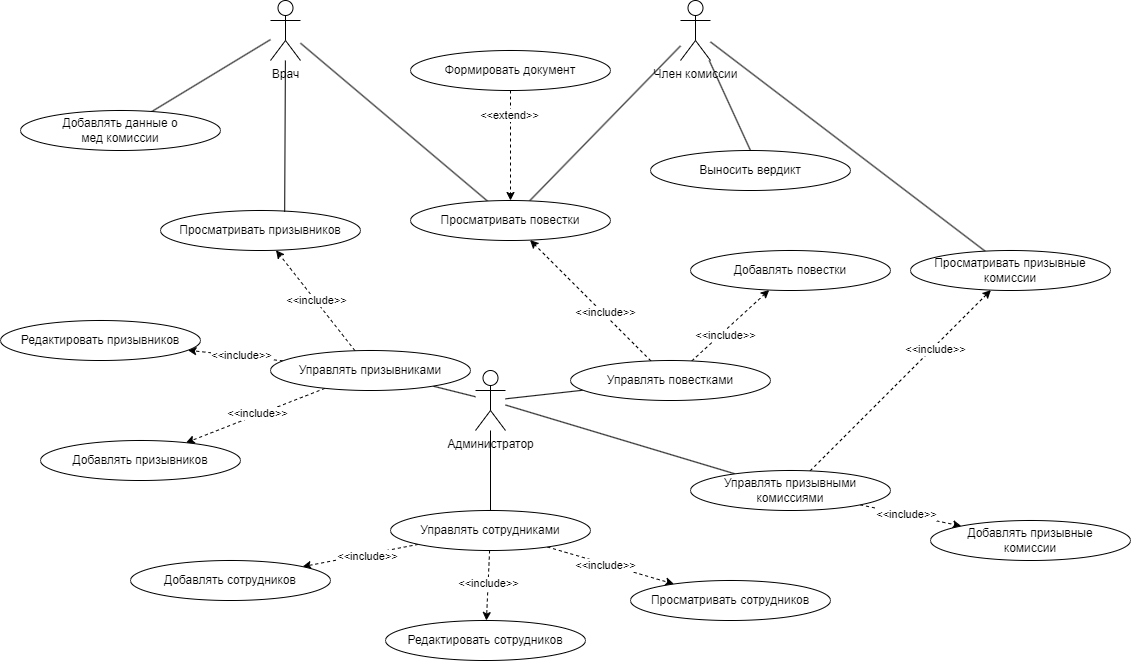 Врач
Член комиссии
Формировать документ
<<extend>>
Добавлять данные о
мед комиссии
Выносить вердикт
Просматривать призывников
Просматривать повестки
Просматривать призывные
комиссии
Добавлять повестки
<<include>>
<<include>>
<<include>>
<<include>>
Редактировать призывников
<<include>>
Управлять призывниками
Управлять повестками
<<include>>
Администратор
Добавлять призывников
Управлять призывными
комиссиями
<<include>>
Добавлять призывные
комиссии
Управлять сотрудниками
<<include>>
<<include>>
<<include>>
Добавлять сотрудников
Просматривать сотрудников
Редактировать сотрудников